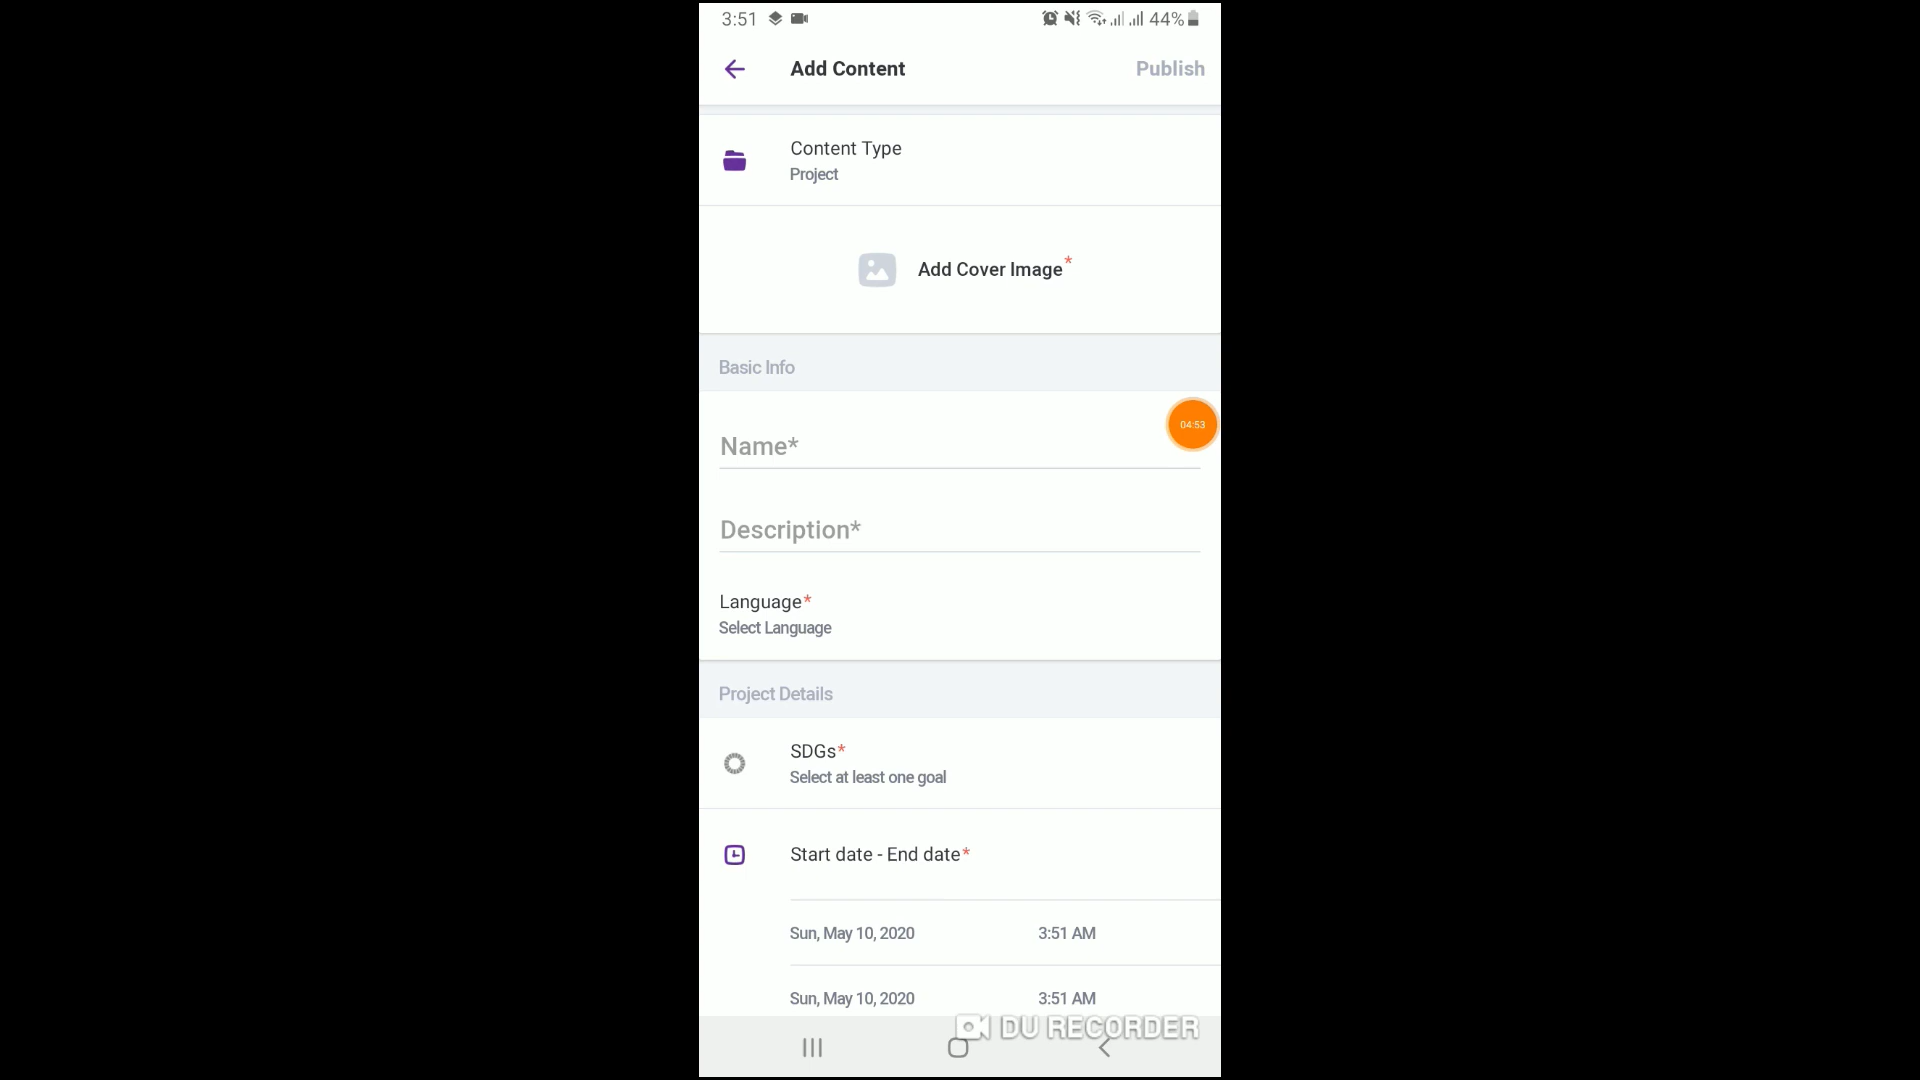 3:51
44%
Add Content
Publish
Content Type
Project
Add Cover Image*
Basic Info
04:53
Name*
Description*
Language*
Select Language
Project Details
SDGs*
Select at least one goal
Start date - End date*
Sun, May 10, 2020 3:51 AM
Sun, May 10, 2020 3:51 AM
DU RECORDER